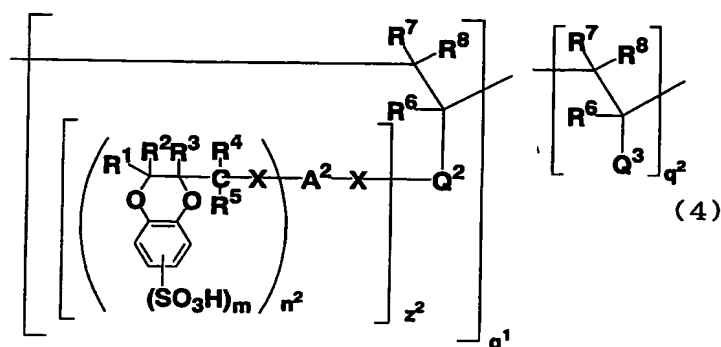 R⁷ R⁸ R⁷ R⁸
R⁶ R⁶
R¹ R² R³ R⁴
C X A² X Q² Q³ q²
O O R⁵
(4)
(SO₃H)m n² z²
q¹